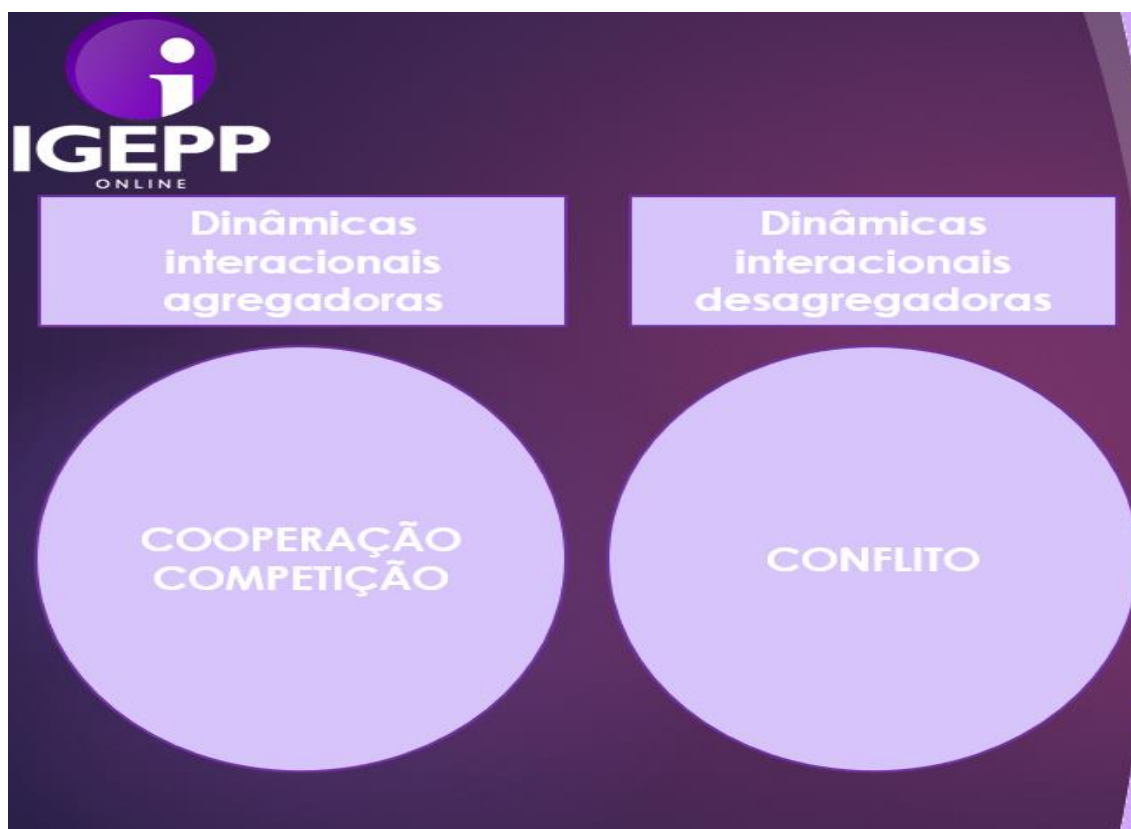 IGEPP
ONLINE
Dinâmicas
interacionais
agregadoras
Dinâmicas
interacionais
desagregadoras
COOPERAÇÃO
COMPETIÇÃO
CONFLITO